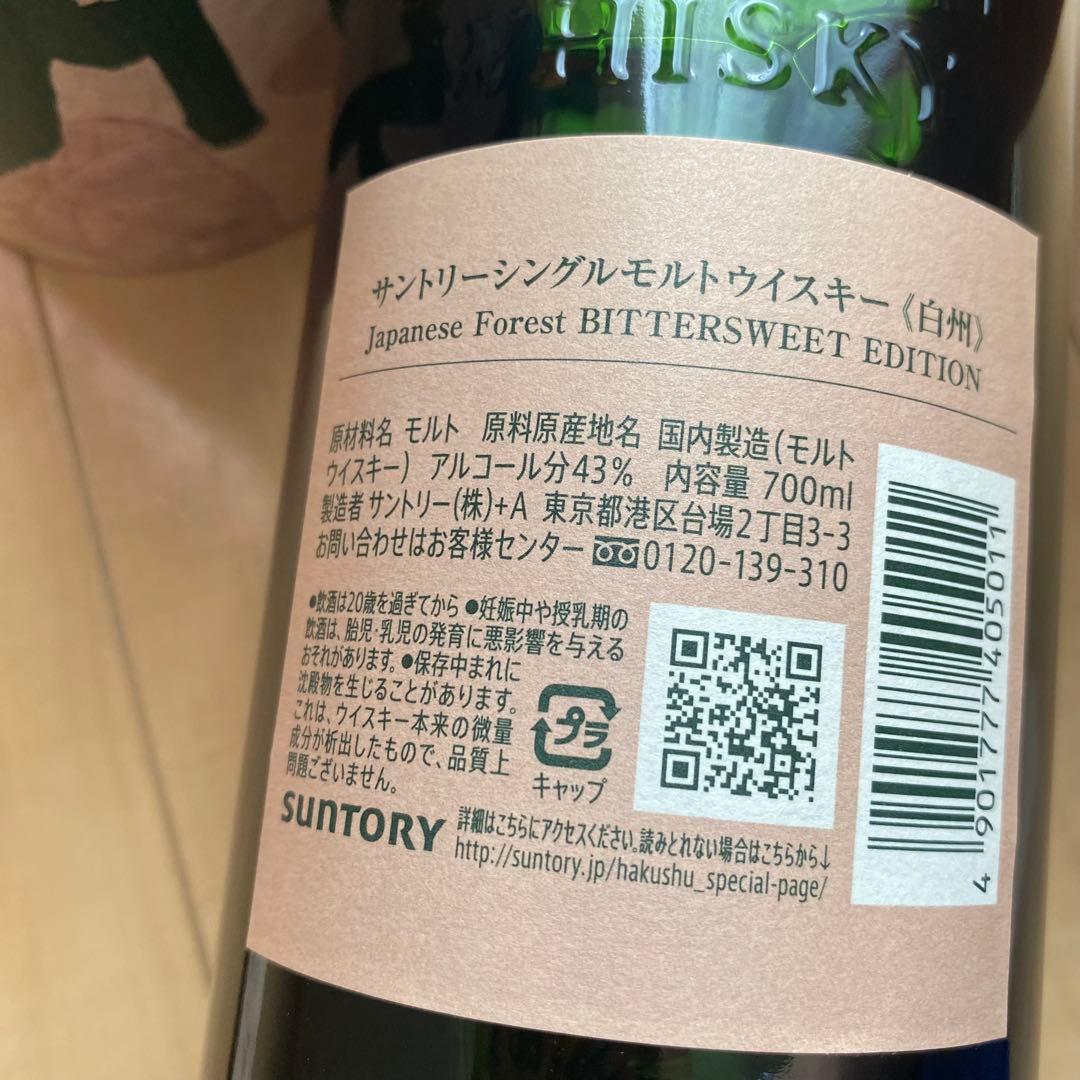 WHISKY
サントリーシングルモルトウイスキー《白州》
Japanese Forest BITTERSWEET EDITION
原材料名 モルト 原料原産地名 国内製造(モルト
ウイスキー) アルコール分43% 内容量 700ml
製造者 サントリー(株)+A 東京都港区台場2丁目3-3
お問い合わせはお客様センター 0120-139-310
●飲酒は20歳を過ぎてから ●妊娠中や授乳期の
飲酒は、胎児・乳児の発育に悪影響を与える
おそれがあります。●保存中まれに
沈殿物を生じることがあります。
これは、ウイスキー本来の微量
成分が析出したもので、品質上
問題ございません。
プラ
キャップ
SUNTORY
詳細はこちらにアクセスください。読みとれない場合はこちらから↓
http://suntory.jp/hakushu_special-page/
4 901777 405011